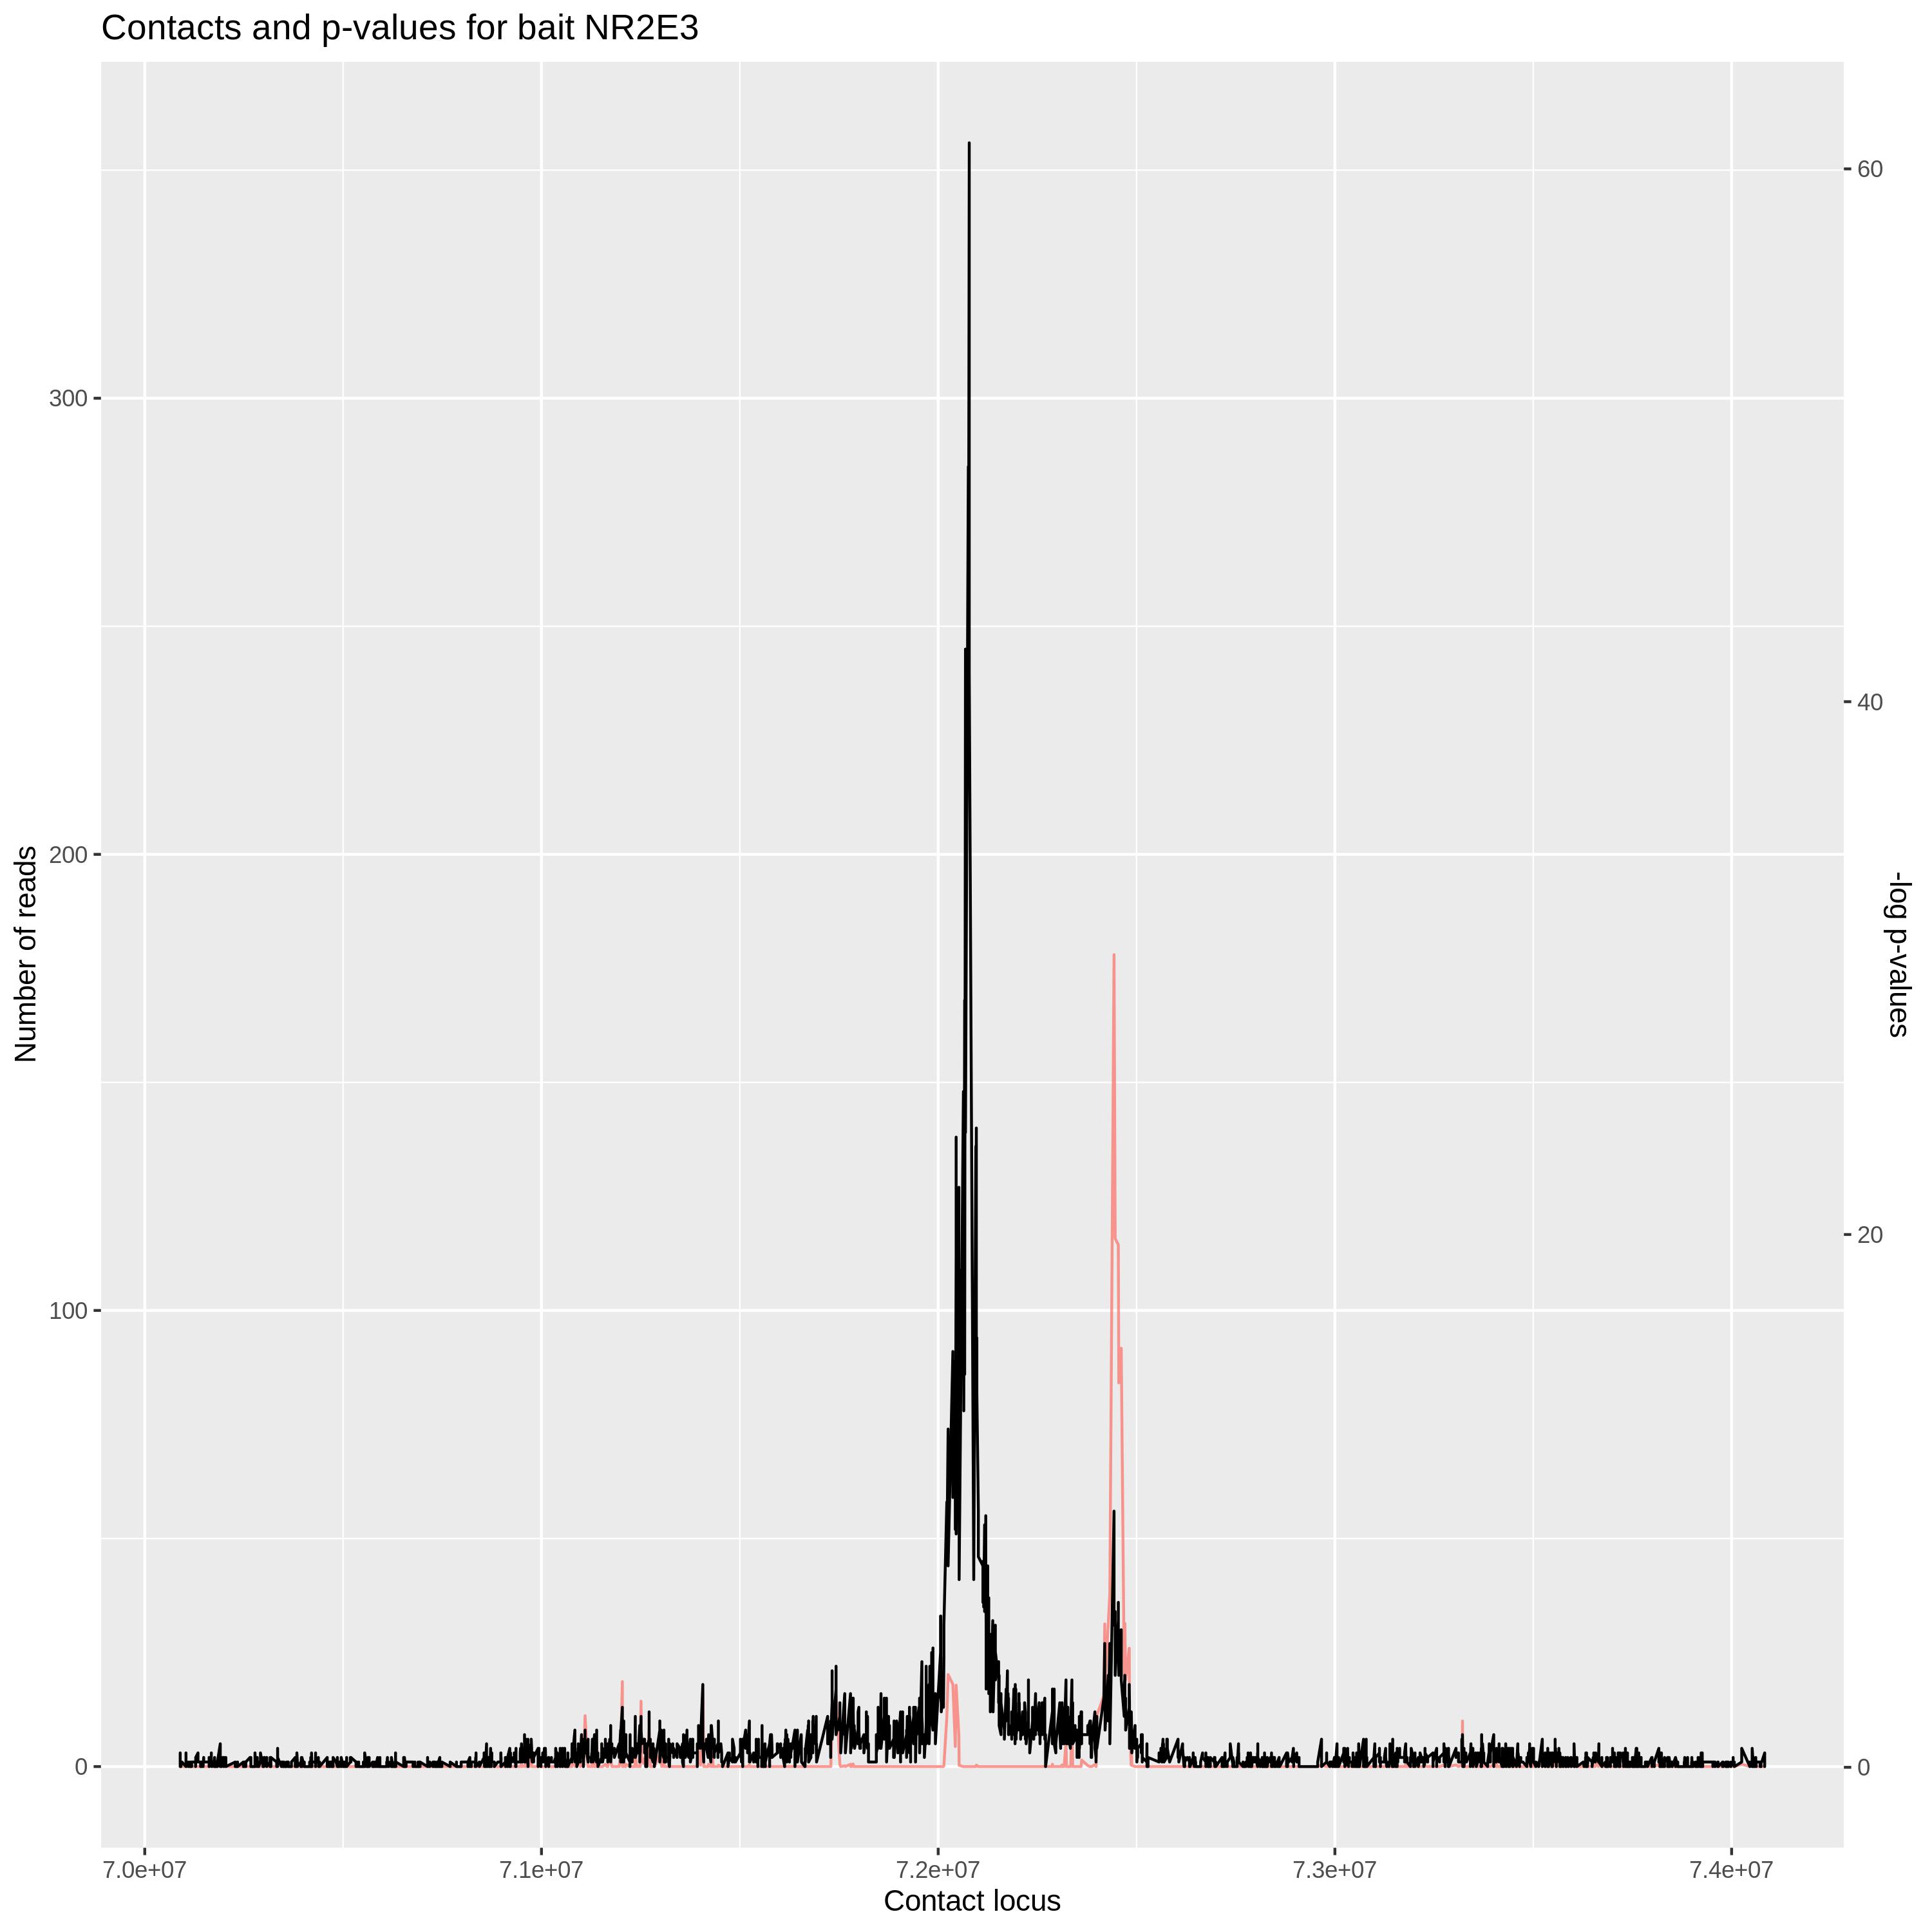 Contacts and p-values for bait NR2E3
Number of reads
300
200
100
0
60
40
20
0
-log p-values
7.0e+07
7.1e+07
7.2e+07
7.3e+07
7.4e+07
Contact locus